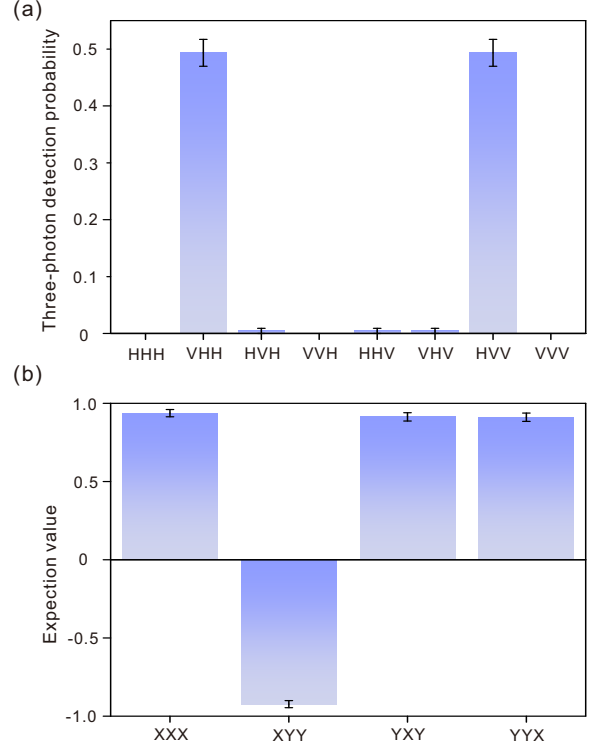 (a)
Three-photon detection probability
0.5
0.4
0.3
0.2
0.1
0
HHH VHH HVH VVH HHV VHV HVV VVV
(b)
Expection value
1.0
0.5
0
-0.5
-1.0
XXX XYY YXY YYX